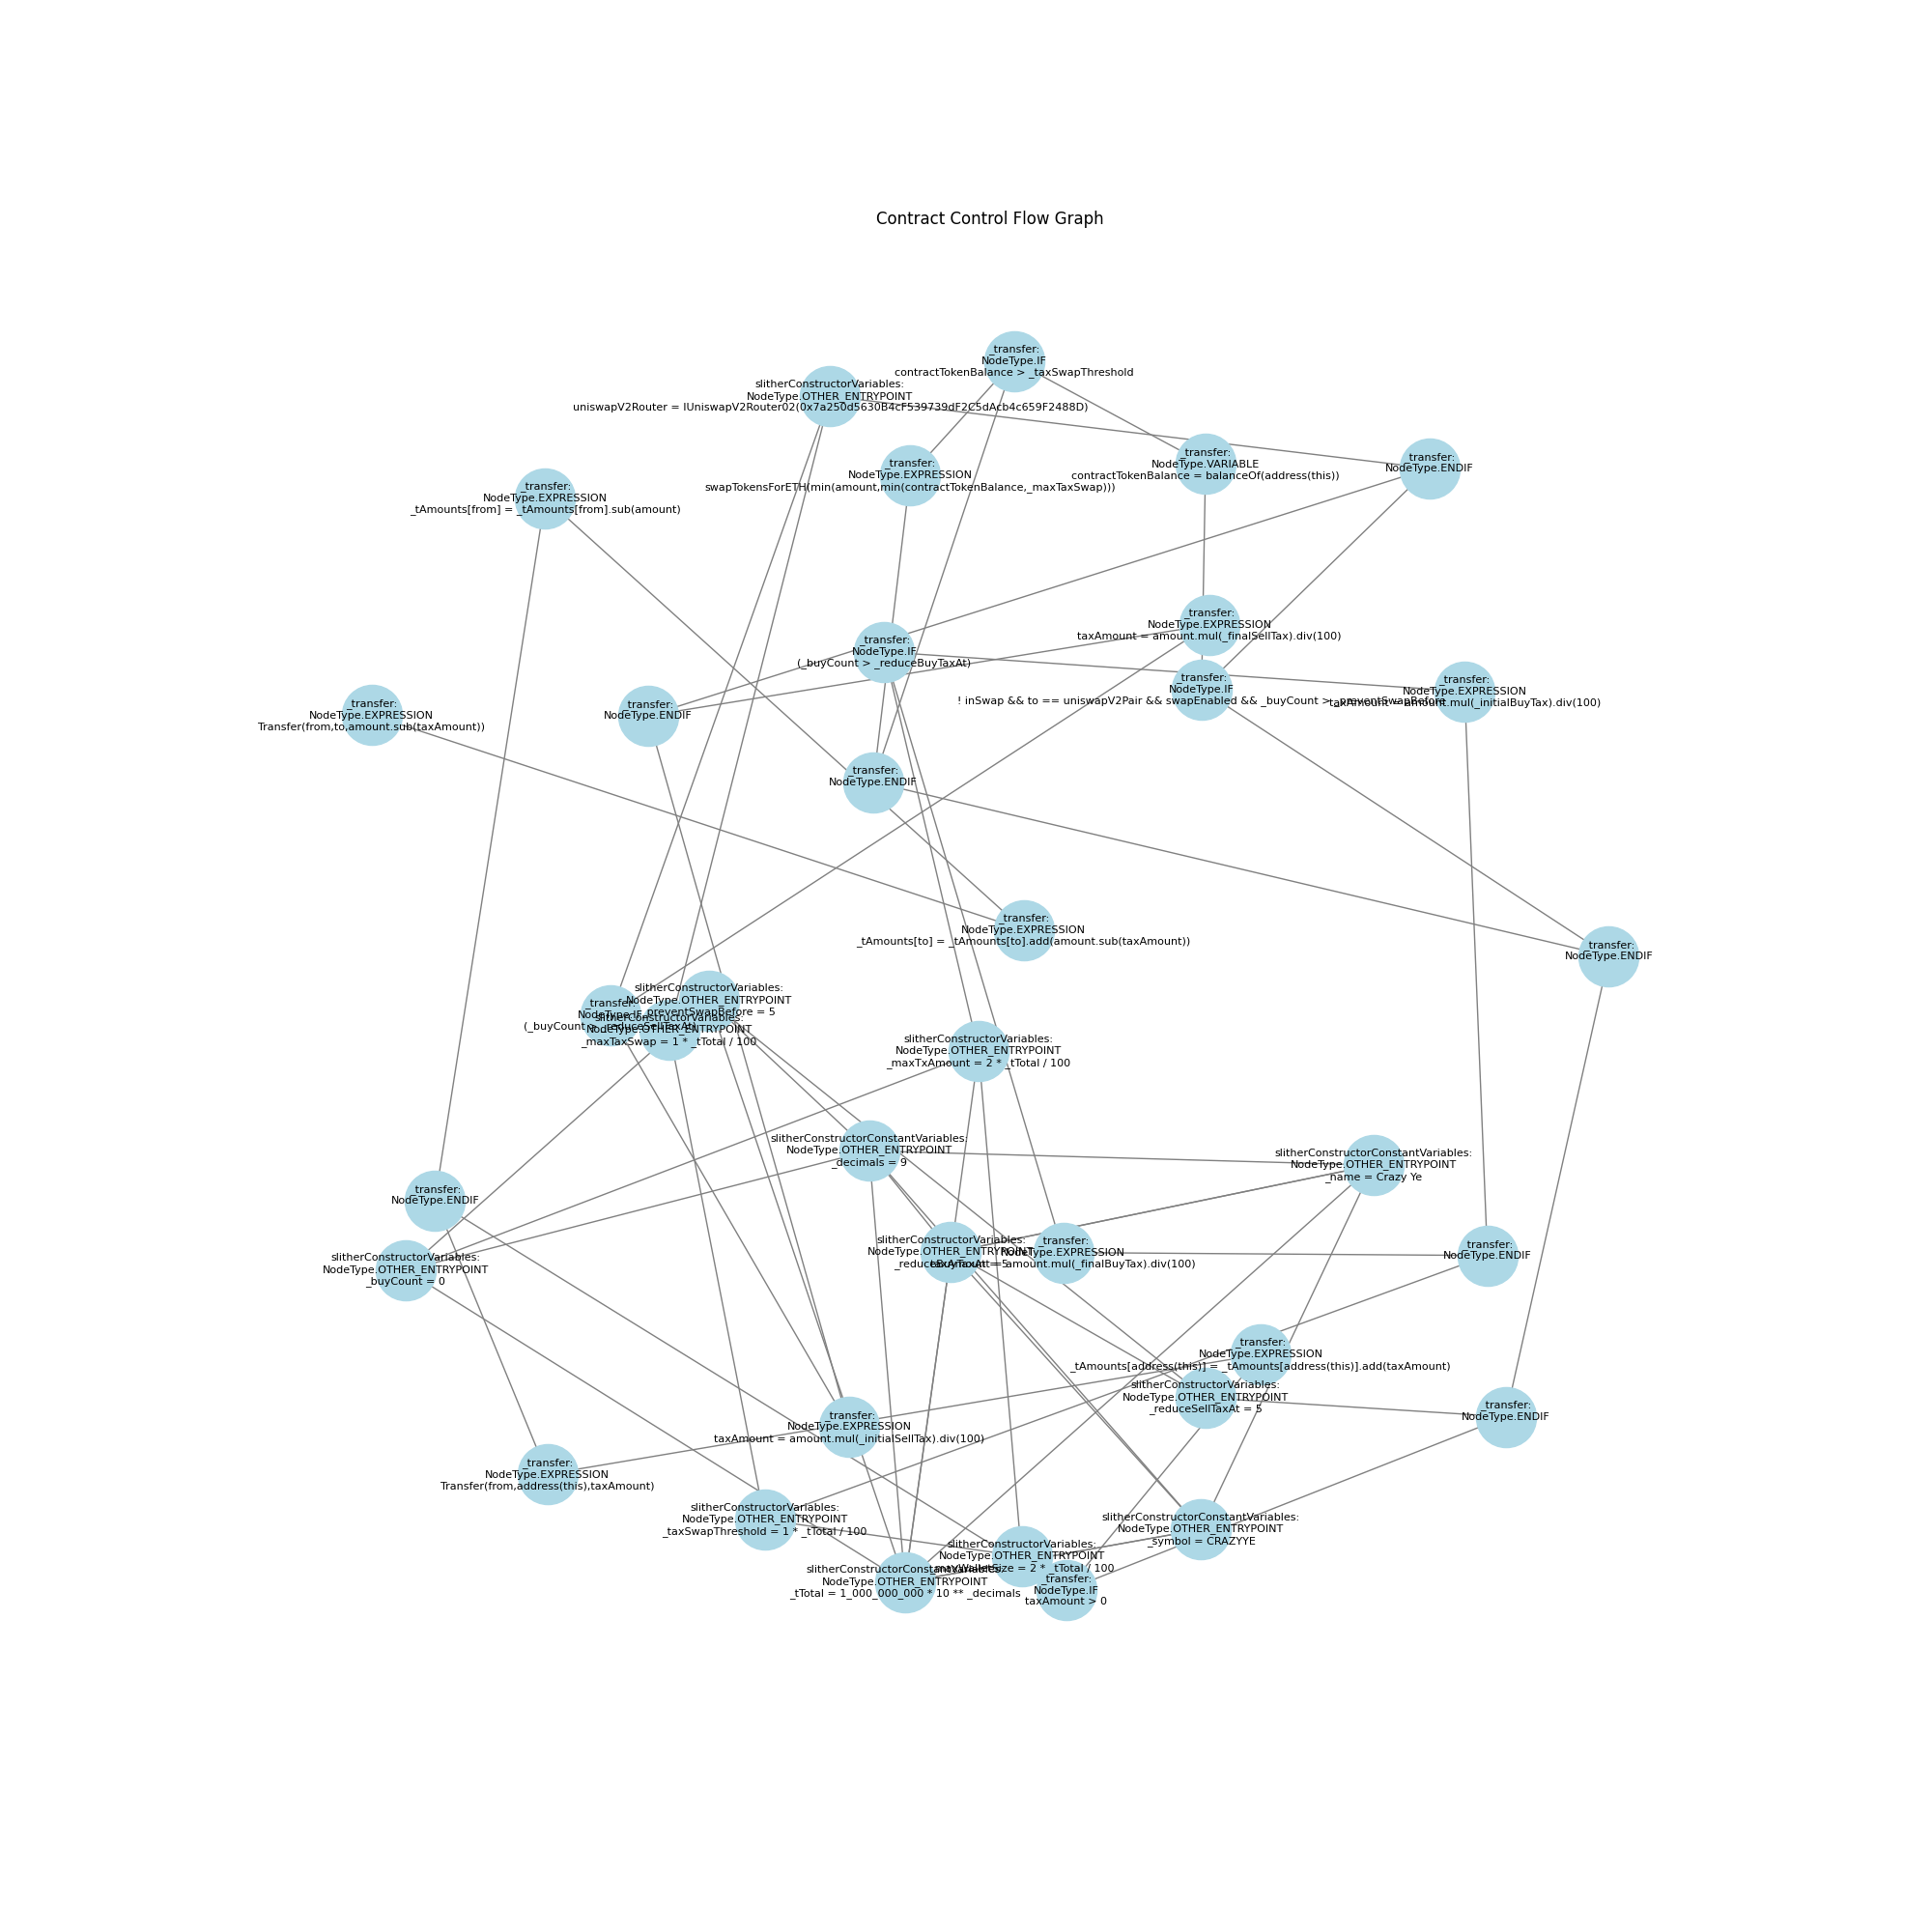 Contract Control Flow Graph
_transfer:
NodeType.IF
contractTokenBalance > _taxSwapThreshold
slitherConstructorVariables:
NodeType.OTHER_ENTRYPOINT
uniswapV2Router = IUniswapV2Router02(0x7a250d5630B4cF539739dF2C5dAcb4c659F2488D)
_transfer:
NodeType.VARIABLE
contractTokenBalance = balanceOf(address(this))
_transfer:
NodeType.ENDIF
_transfer:
NodeType.EXPRESSION
swapTokensForETH(min(amount,min(contractTokenBalance,_maxTaxSwap)))
_transfer:
NodeType.EXPRESSION
_tAmounts[from] = _tAmounts[from].sub(amount)
_transfer:
NodeType.EXPRESSION
taxAmount = amount.mul(_finalSellTax).div(100)
_transfer:
NodeType.IF
(_buyCount > _reduceBuyTaxAt)
_transfer:
NodeType.IF
! inSwap && to == uniswapV2Pair && swapEnabled && _buyCount > _preventSwapBefore
_transfer:
NodeType.EXPRESSION
taxAmount = amount.mul(_initialBuyTax).div(100)
_transfer:
NodeType.EXPRESSION
Transfer(from,to,amount.sub(taxAmount))
_transfer:
NodeType.ENDIF
_transfer:
NodeType.ENDIF
_transfer:
NodeType.EXPRESSION
_tAmounts[to] = _tAmounts[to].add(amount.sub(taxAmount))
_transfer:
NodeType.ENDIF
slitherConstructorVariables:
NodeType.OTHER_ENTRYPOINT
_preventSwapBefore = 5
_transfer:
NodeType.IF
(_buyCount > _reduceSellTaxAt)
slitherConstructorVariables:
NodeType.OTHER_ENTRYPOINT
_maxTaxSwap = 1 * _tTotal / 100
slitherConstructorVariables:
NodeType.OTHER_ENTRYPOINT
_maxTxAmount = 2 * _tTotal / 100
slitherConstructorConstantVariables:
NodeType.OTHER_ENTRYPOINT
_decimals = 9
slitherConstructorConstantVariables:
NodeType.OTHER_ENTRYPOINT
_name = Crazy Ye
_transfer:
NodeType.ENDIF
slitherConstructorVariables:
NodeType.OTHER_ENTRYPOINT
_buyCount = 0
slitherConstructorVariables:
NodeType.OTHER_ENTRYPOINT
_reduceBuyTaxAt = 5
_transfer:
NodeType.EXPRESSION
taxAmount = amount.mul(_finalBuyTax).div(100)
_transfer:
NodeType.ENDIF
_transfer:
NodeType.EXPRESSION
_tAmounts[address(this)] = _tAmounts[address(this)].add(taxAmount)
slitherConstructorVariables:
NodeType.OTHER_ENTRYPOINT
_reduceSellTaxAt = 5
_transfer:
NodeType.ENDIF
_transfer:
NodeType.EXPRESSION
taxAmount = amount.mul(_initialSellTax).div(100)
_transfer:
NodeType.EXPRESSION
Transfer(from,address(this),taxAmount)
slitherConstructorVariables:
NodeType.OTHER_ENTRYPOINT
_taxSwapThreshold = 1 * _tTotal / 100
slitherConstructorConstantVariables:
NodeType.OTHER_ENTRYPOINT
_symbol = CRAZYYE
slitherConstructorVariables:
NodeType.OTHER_ENTRYPOINT
_maxWalletSize = 2 * _tTotal / 100
slitherConstructorConstantVariables:
NodeType.OTHER_ENTRYPOINT
_tTotal = 1_000_000_000 * 10 ** _decimals
_transfer:
NodeType.IF
taxAmount > 0